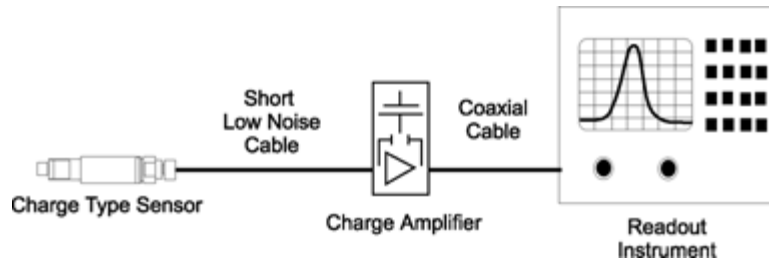 Short
Low Noise
Cable
Coaxial
Cable
Charge Type Sensor
Charge Amplifier
Readout
Instrument